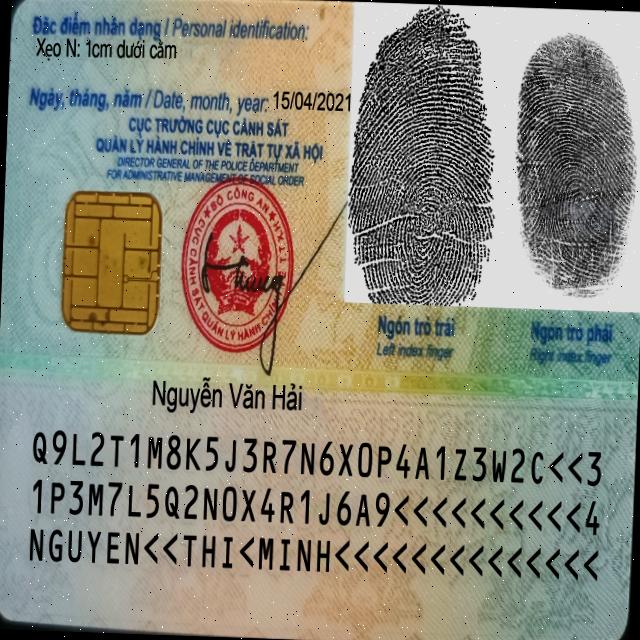 Đặc điểm nhân dạng / Personal identification:
Xẹo N: 1cm dưới cằm
Ngày, tháng, năm / Date, month, year: 15/04/2021
CỤC TRƯỞNG CỤC CẢNH SÁT
QUẢN LÝ HÀNH CHÍNH VỀ TRẬT TỰ XÃ HỘI
DIRECTOR GENERAL OF THE POLICE DEPARTMENT
FOR ADMINISTRATIVE MANAGEMENT OF SOCIAL ORDER
BỘ CÔNG AN
CỤC CẢNH SÁT QUẢN LÝ HÀNH CHÍNH
Ngón trỏ trái
Left index finger
Ngón trỏ phải
Right index finger
Nguyễn Văn Hải
Q9L2T1M8K5J3R7N6XOP4A1Z3W2C<<3
1P3M7L5Q2NOX4R1J6A9<<<<<<<<<<4
NGUYEN<<THI<MINH<<<<<<<<<<<<<<